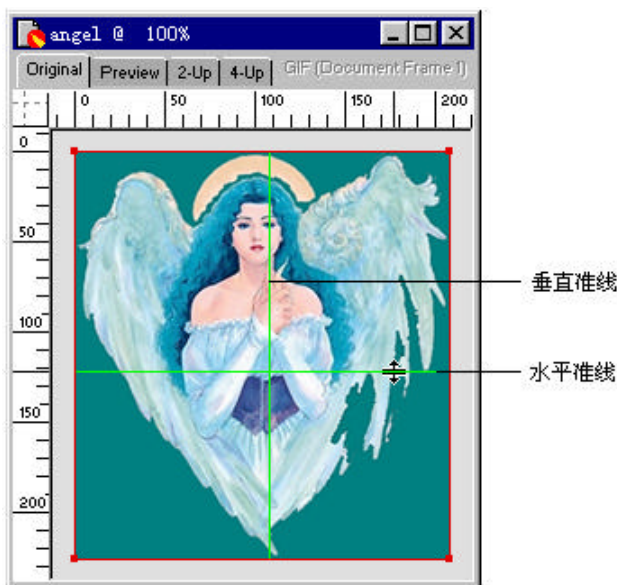 angel @ 100%
Original Preview 2-Up 4-Up GIF (Document Frame 1)
0 50 100 150 200
0
50
垂直准线
100
水平准线
150
200